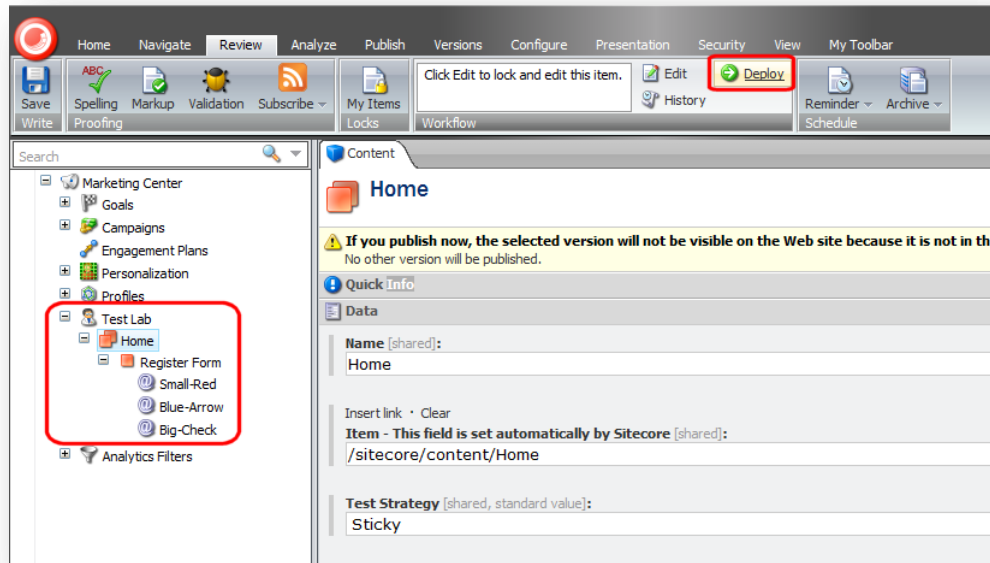 Home Navigate Review Analyze Publish Versions Configure Presentation Security View My Toolbar
ABC
Save Spelling Markup Validation Subscribe My Items
Click Edit to lock and edit this item.
Edit
History
Deploy
Reminder Archive
Write Proofing Locks Workflow Schedule
Search
Marketing Center
Goals
Campaigns
Engagement Plans
Personalization
Profiles
Test Lab
Home
Register Form
Small-Red
Blue-Arrow
Big-Check
Analytics Filters
Content
Home
If you publish now, the selected version will not be visible on the Web site because it is not in th
No other version will be published.
Quick Info
Data
Name [shared]:
Home
Insert link · Clear
Item - This field is set automatically by Sitecore [shared]:
/sitecore/content/Home
Test Strategy [shared, standard value]:
Sticky